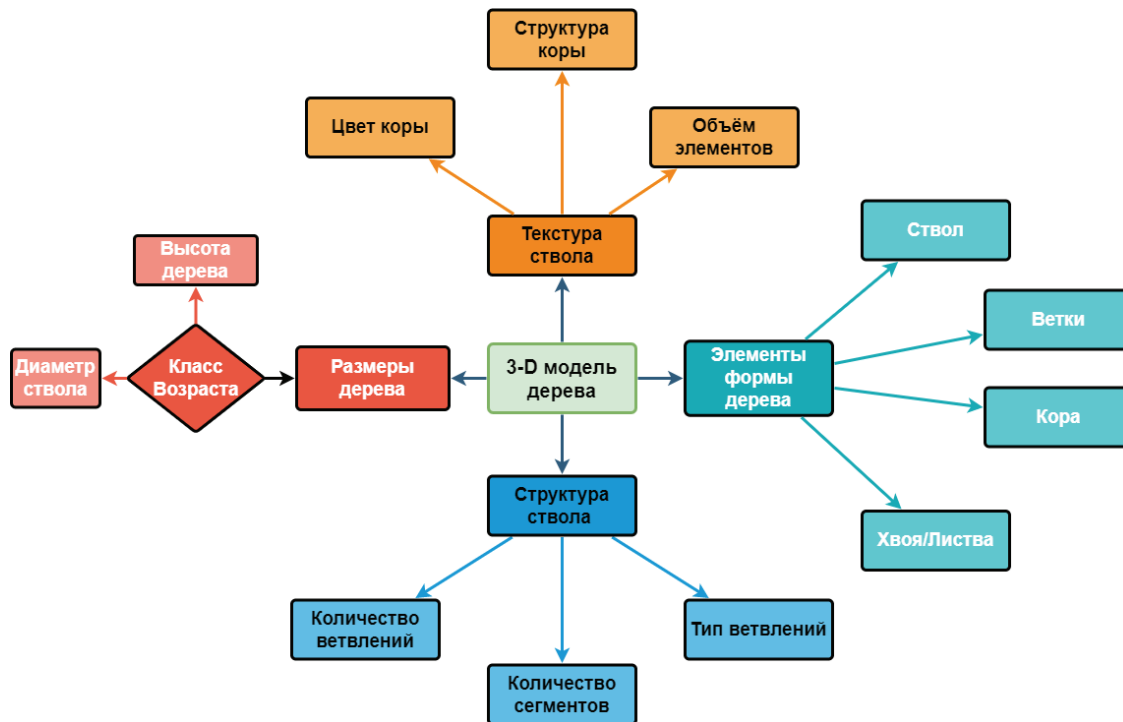 Структура
коры
Цвет коры
Объём
элементов
Текстура
ствола
Ствол
Высота
дерева
Ветки
Диаметр
ствола
Класс
Возраста
Размеры
дерева
3-D модель
дерева
Элементы
формы
дерева
Кора
Структура
ствола
Хвоя/Листва
Количество
ветвлений
Тип ветвлений
Количество
сегментов